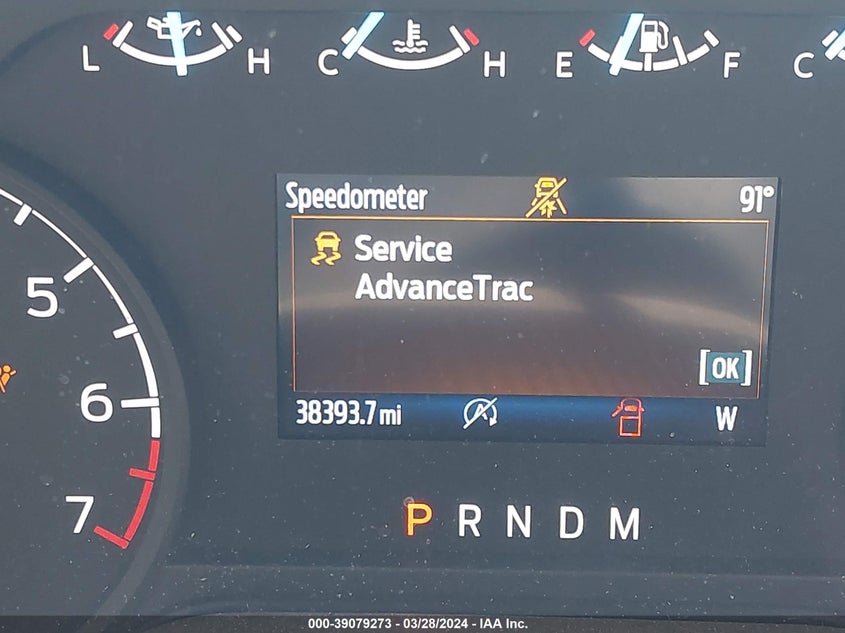 L H C H E F C
Speedometer 91°
Service
AdvanceTrac
[OK]
38393.7 mi W
5
6
7
P R N D M
000-39079273 - 03/28/2024 - IAA Inc.